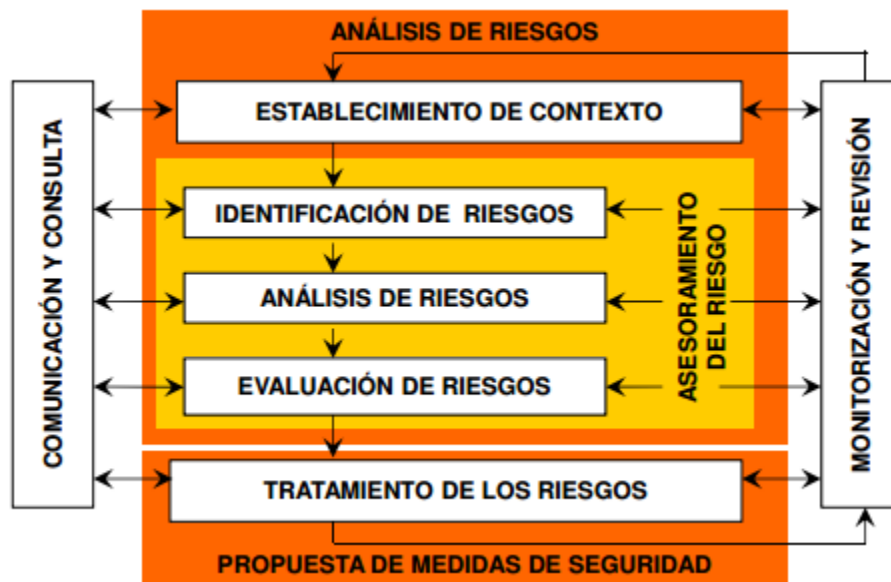 ANÁLISIS DE RIESGOS
ESTABLECIMIENTO DE CONTEXTO
IDENTIFICACIÓN DE RIESGOS
ANÁLISIS DE RIESGOS
EVALUACIÓN DE RIESGOS
ASESORAMIENTO
DEL RIESGO
TRATAMIENTO DE LOS RIESGOS
PROPUESTA DE MEDIDAS DE SEGURIDAD
COMUNICACIÓN Y CONSULTA
MONITORIZACIÓN Y REVISIÓN